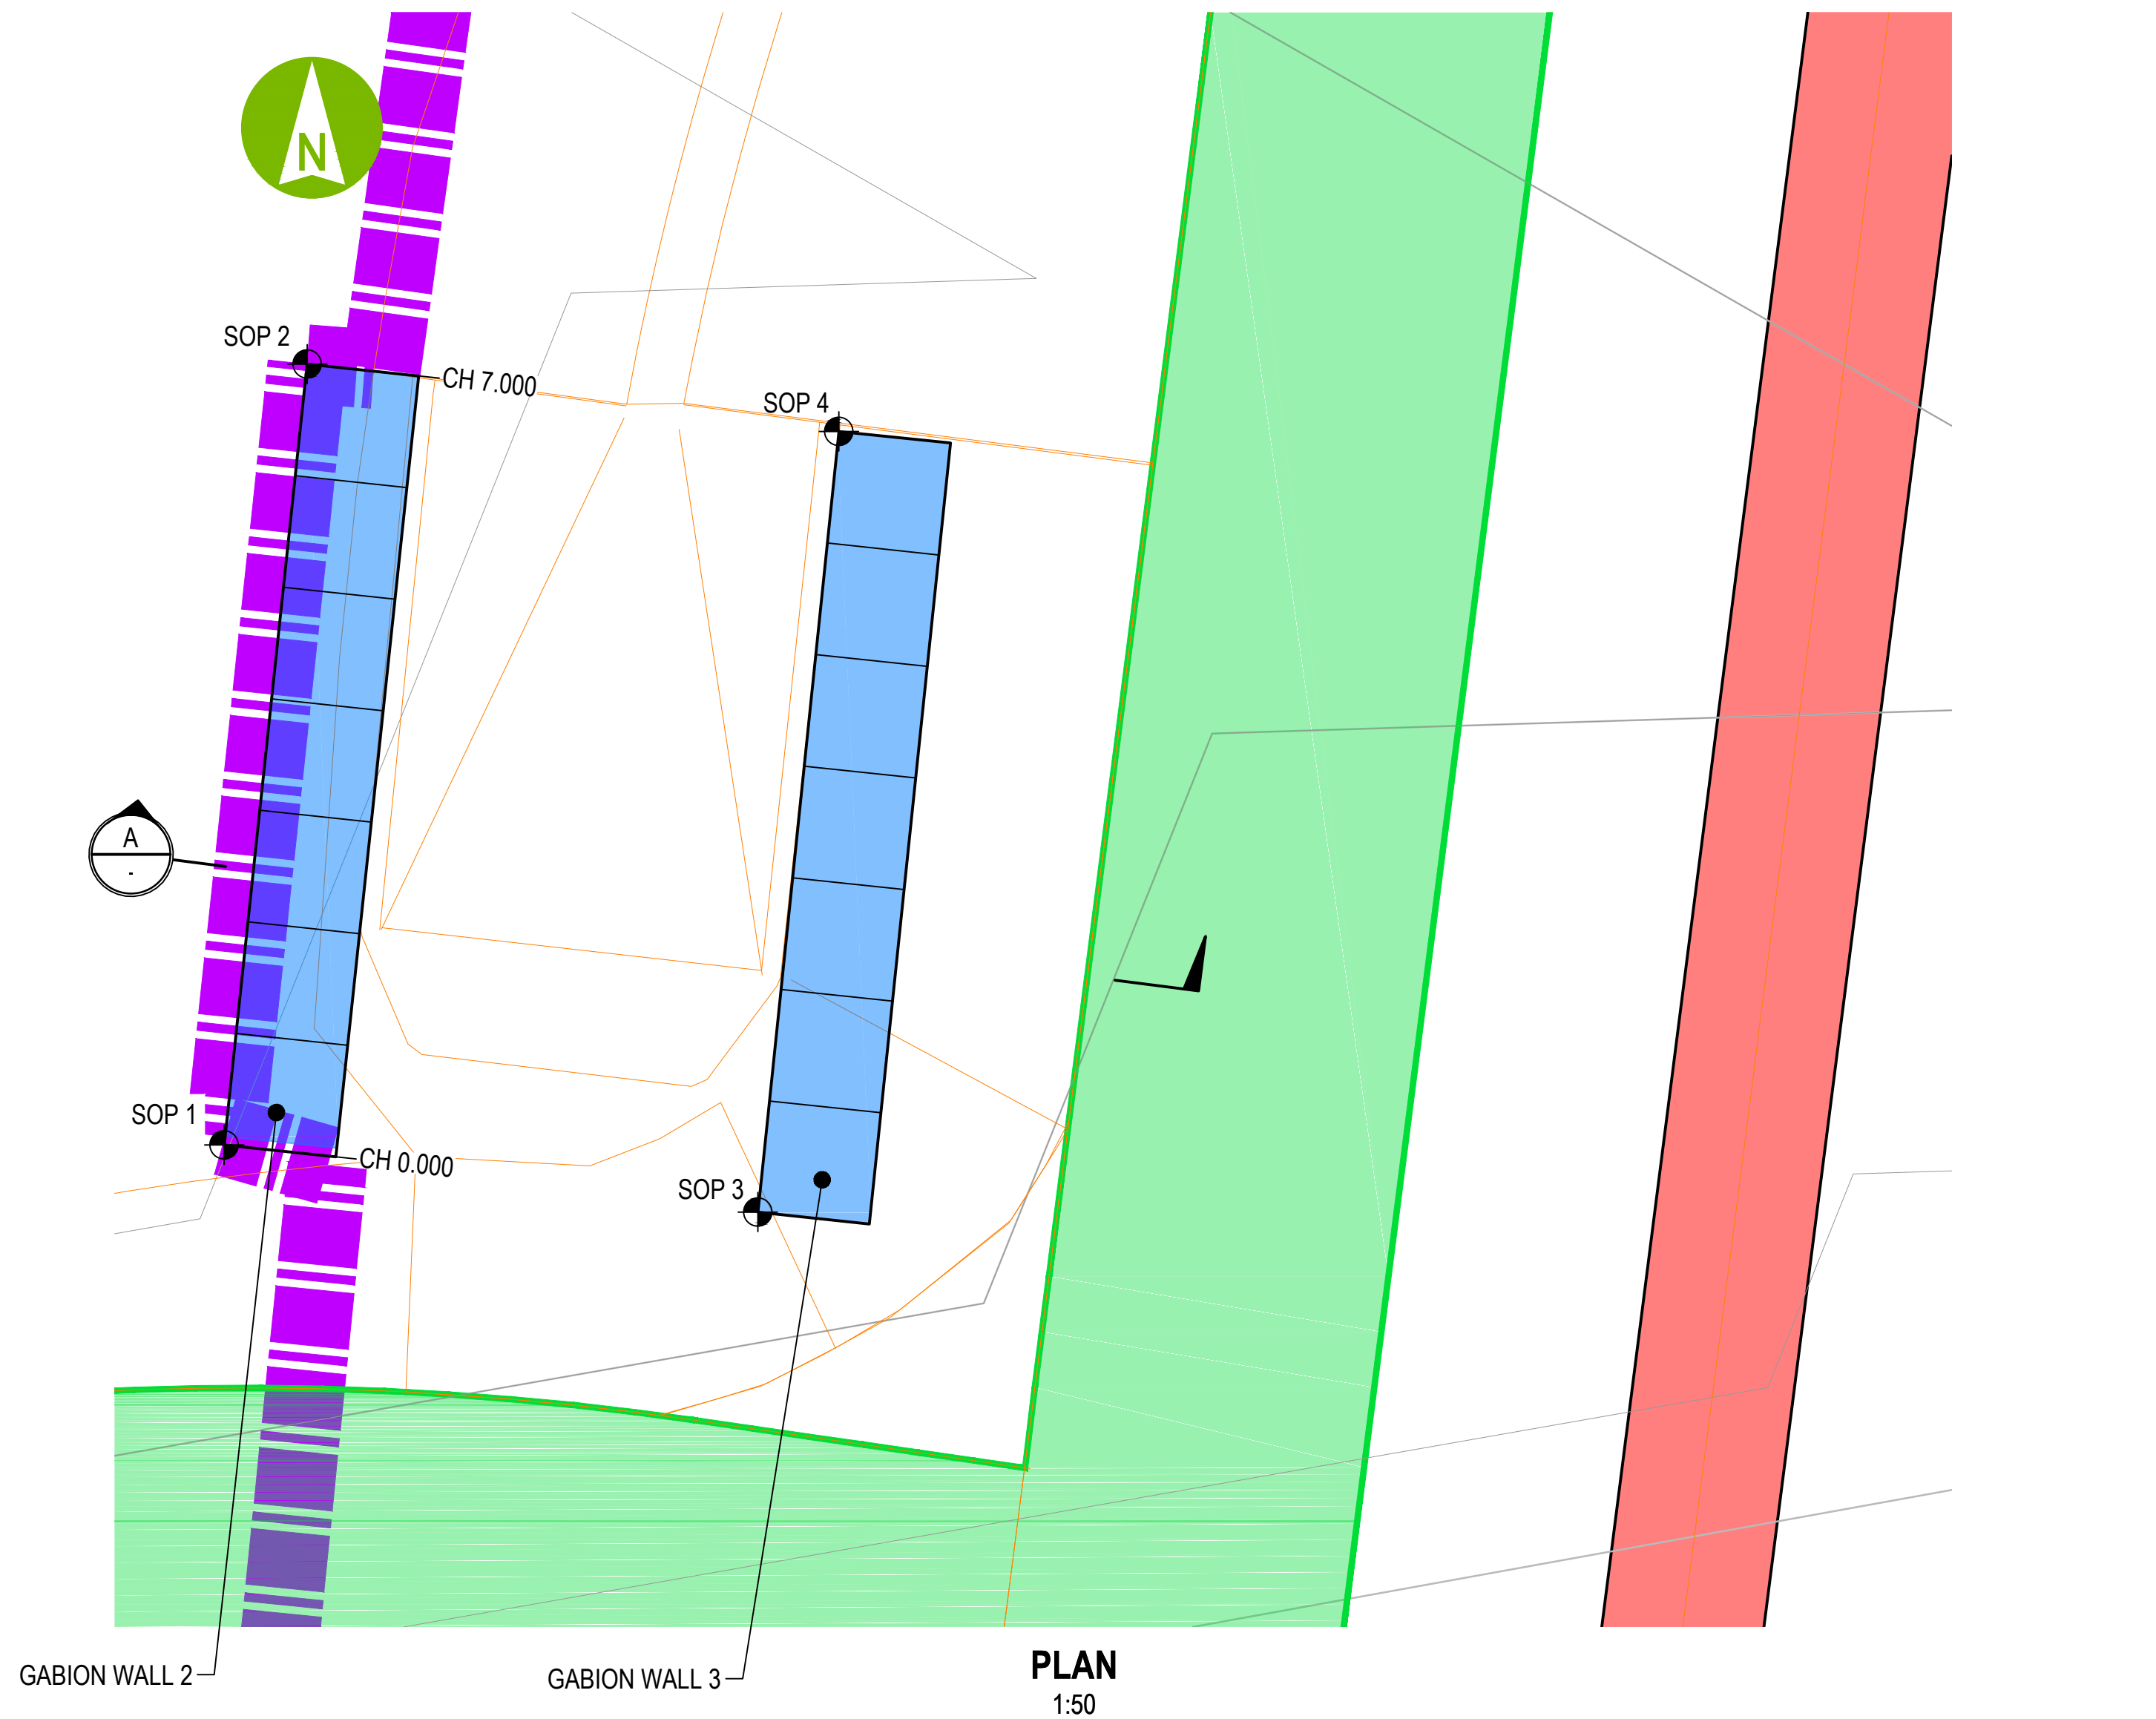 N
SOP 2
CH 7.000
SOP 4
A
-
SOP 1
CH 0.000
SOP 3
GABION WALL 2
GABION WALL 3
PLAN
1:50